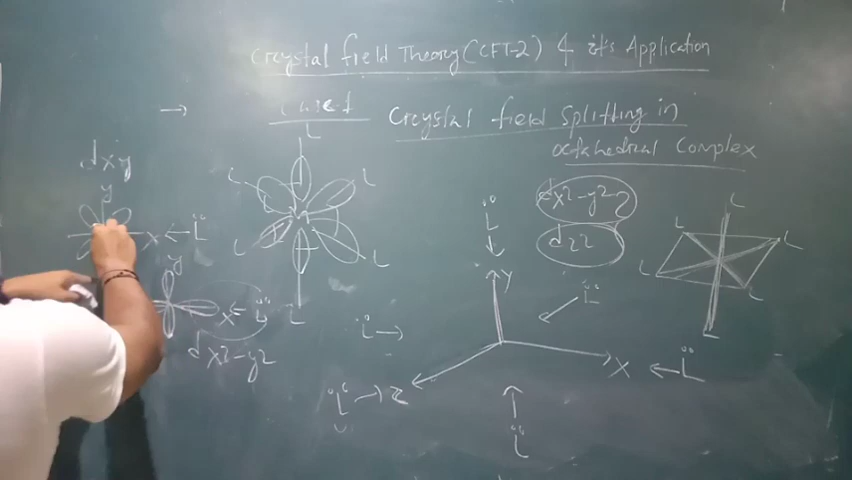 Crystal field Theory (CFT-2) & it's Application
→ Case I Crystal field Splitting in
octahedral Complex
dxy
y
X ← L
y
X ← L
dx2-y2
L
L
L
M
L
L
L
dx2-y2
dz2
L
Y
L
L →
X ← L
L → Z
L
L
L
L
L
L
L